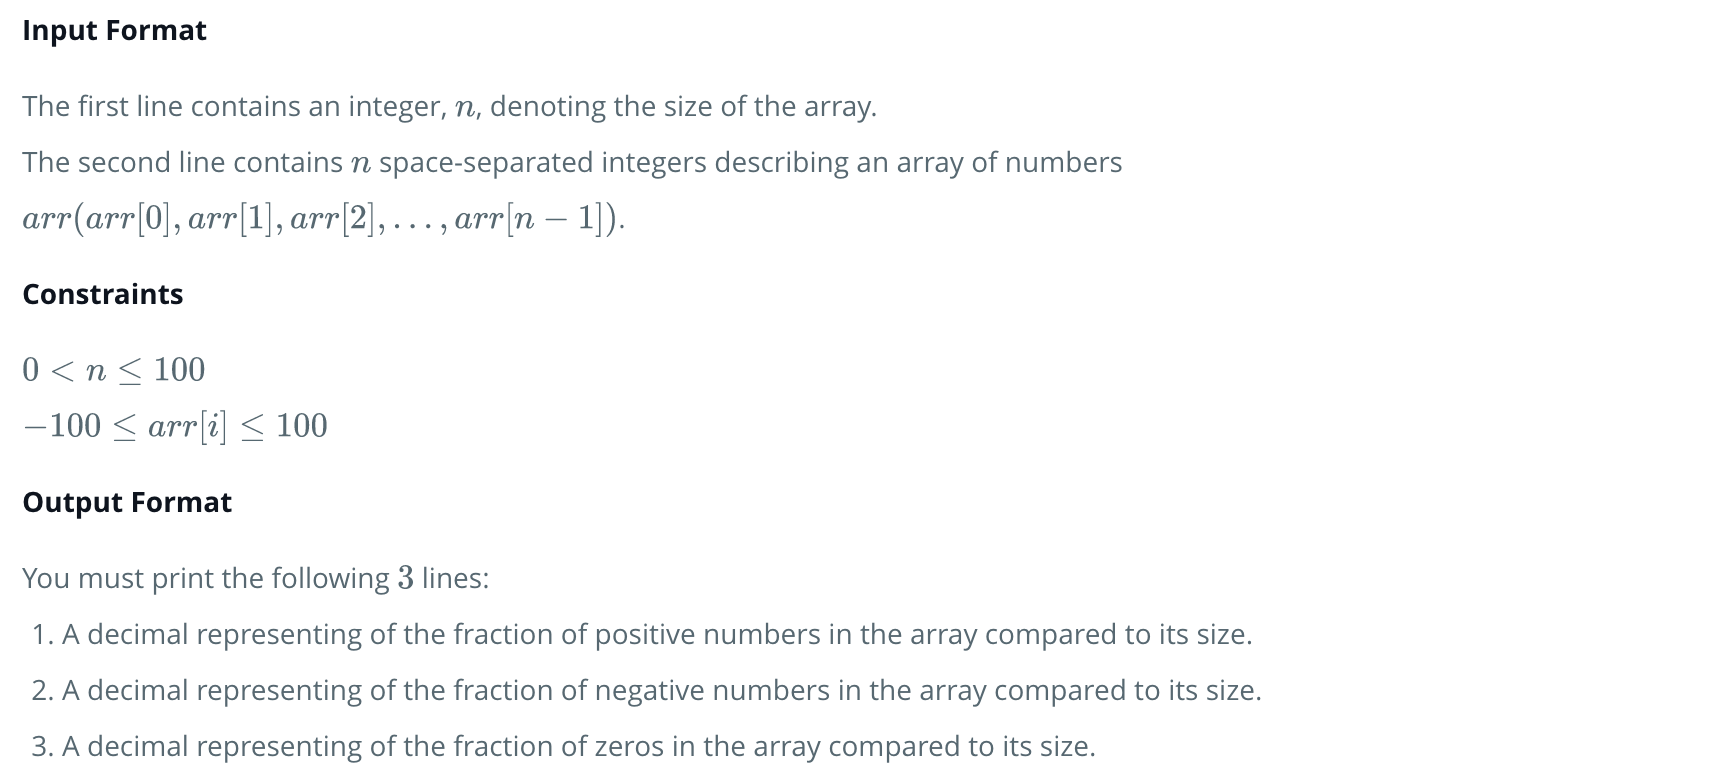 Input Format
The first line contains an integer, n, denoting the size of the array.
The second line contains n space-separated integers describing an array of numbers
arr(arr[0], arr[1], arr[2], . . . , arr[n − 1]).
Constraints
0 < n ≤ 100
−100 ≤ arr[i] ≤ 100
Output Format
You must print the following 3 lines:
1. A decimal representing of the fraction of positive numbers in the array compared to its size.
2. A decimal representing of the fraction of negative numbers in the array compared to its size.
3. A decimal representing of the fraction of zeros in the array compared to its size.